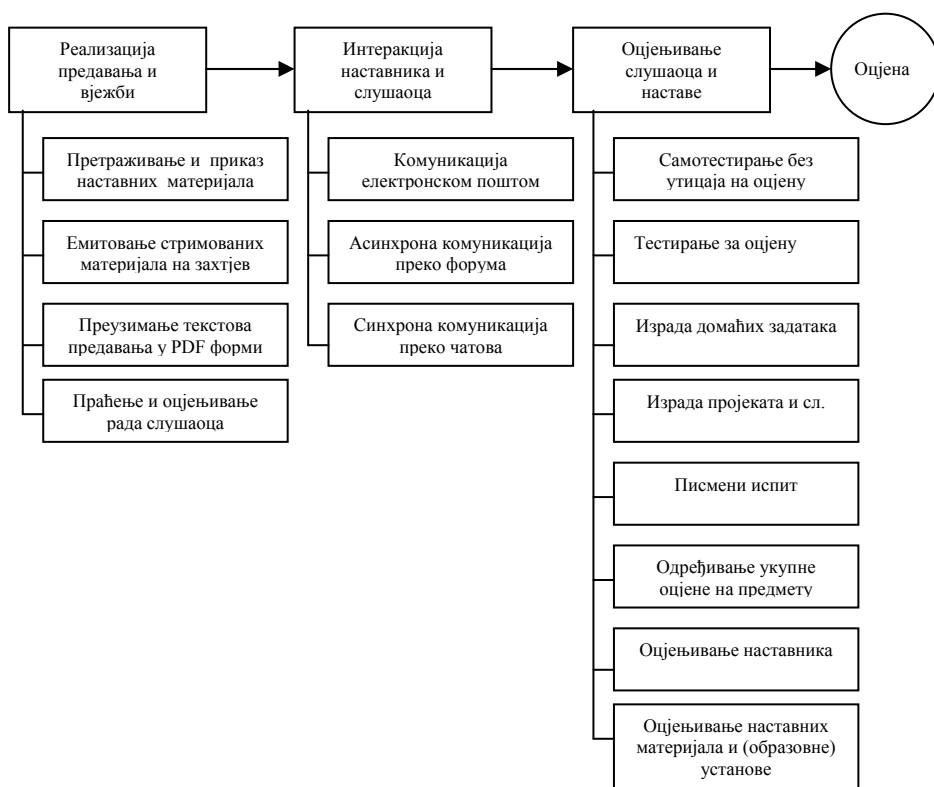 Реализација
предавања и
вјежби
Интеракција
наставника и
слушаоца
Оцјењивање
слушаоца и
наставе
Оцјена
Претраживање и приказ
наставних материјала
Емитовање стримованих
материјала на захтјев
Преузимање текстова
предавања у PDF форми
Праћење и оцјењивање
рада слушаоца
Комуникација
електронском поштом
Асинхрона комуникација
преко форума
Синхрона комуникација
преко чатова
Самотестирање без
утицаја на оцјену
Тестирање за оцјену
Израда домаћих задатака
Израда пројеката и сл.
Писмени испит
Одређивање укупне
оцјене на предмету
Оцјењивање наставника
Оцјењивање наставних
материјала и (образовне)
установе